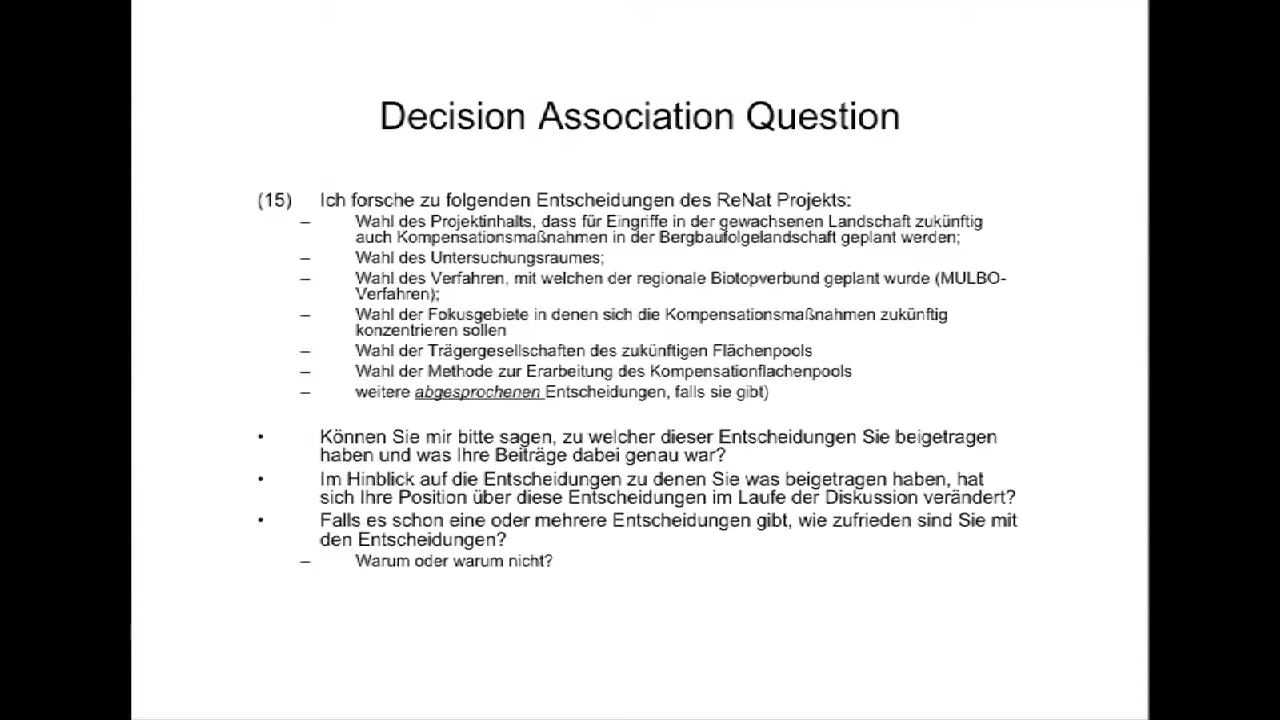 Decision Association Question
(15) Ich forsche zu folgenden Entscheidungen des ReNat Projekts:
– Wahl des Projektinhalts, dass für Eingriffe in der gewachsenen Landschaft zukünftig
auch Kompensationsmaßnahmen in der Bergbaufolgelandschaft geplant werden;
– Wahl des Untersuchungsraumes;
– Wahl des Verfahren, mit welchen der regionale Biotopverbund geplant wurde (MULBO-
Verfahren);
– Wahl der Fokusgebiete in denen sich die Kompensationsmaßnahmen zukünftig
konzentrieren sollen
– Wahl der Trägergesellschaften des zukünftigen Flächenpools
– Wahl der Methode zur Erarbeitung des Kompensationflachenpools
– weitere abgesprochenen Entscheidungen, falls sie gibt)
• Können Sie mir bitte sagen, zu welcher dieser Entscheidungen Sie beigetragen
haben und was Ihre Beiträge dabei genau war?
• Im Hinblick auf die Entscheidungen zu denen Sie was beigetragen haben, hat
sich Ihre Position über diese Entscheidungen im Laufe der Diskussion verändert?
• Falls es schon eine oder mehrere Entscheidungen gibt, wie zufrieden sind Sie mit
den Entscheidungen?
– Warum oder warum nicht?